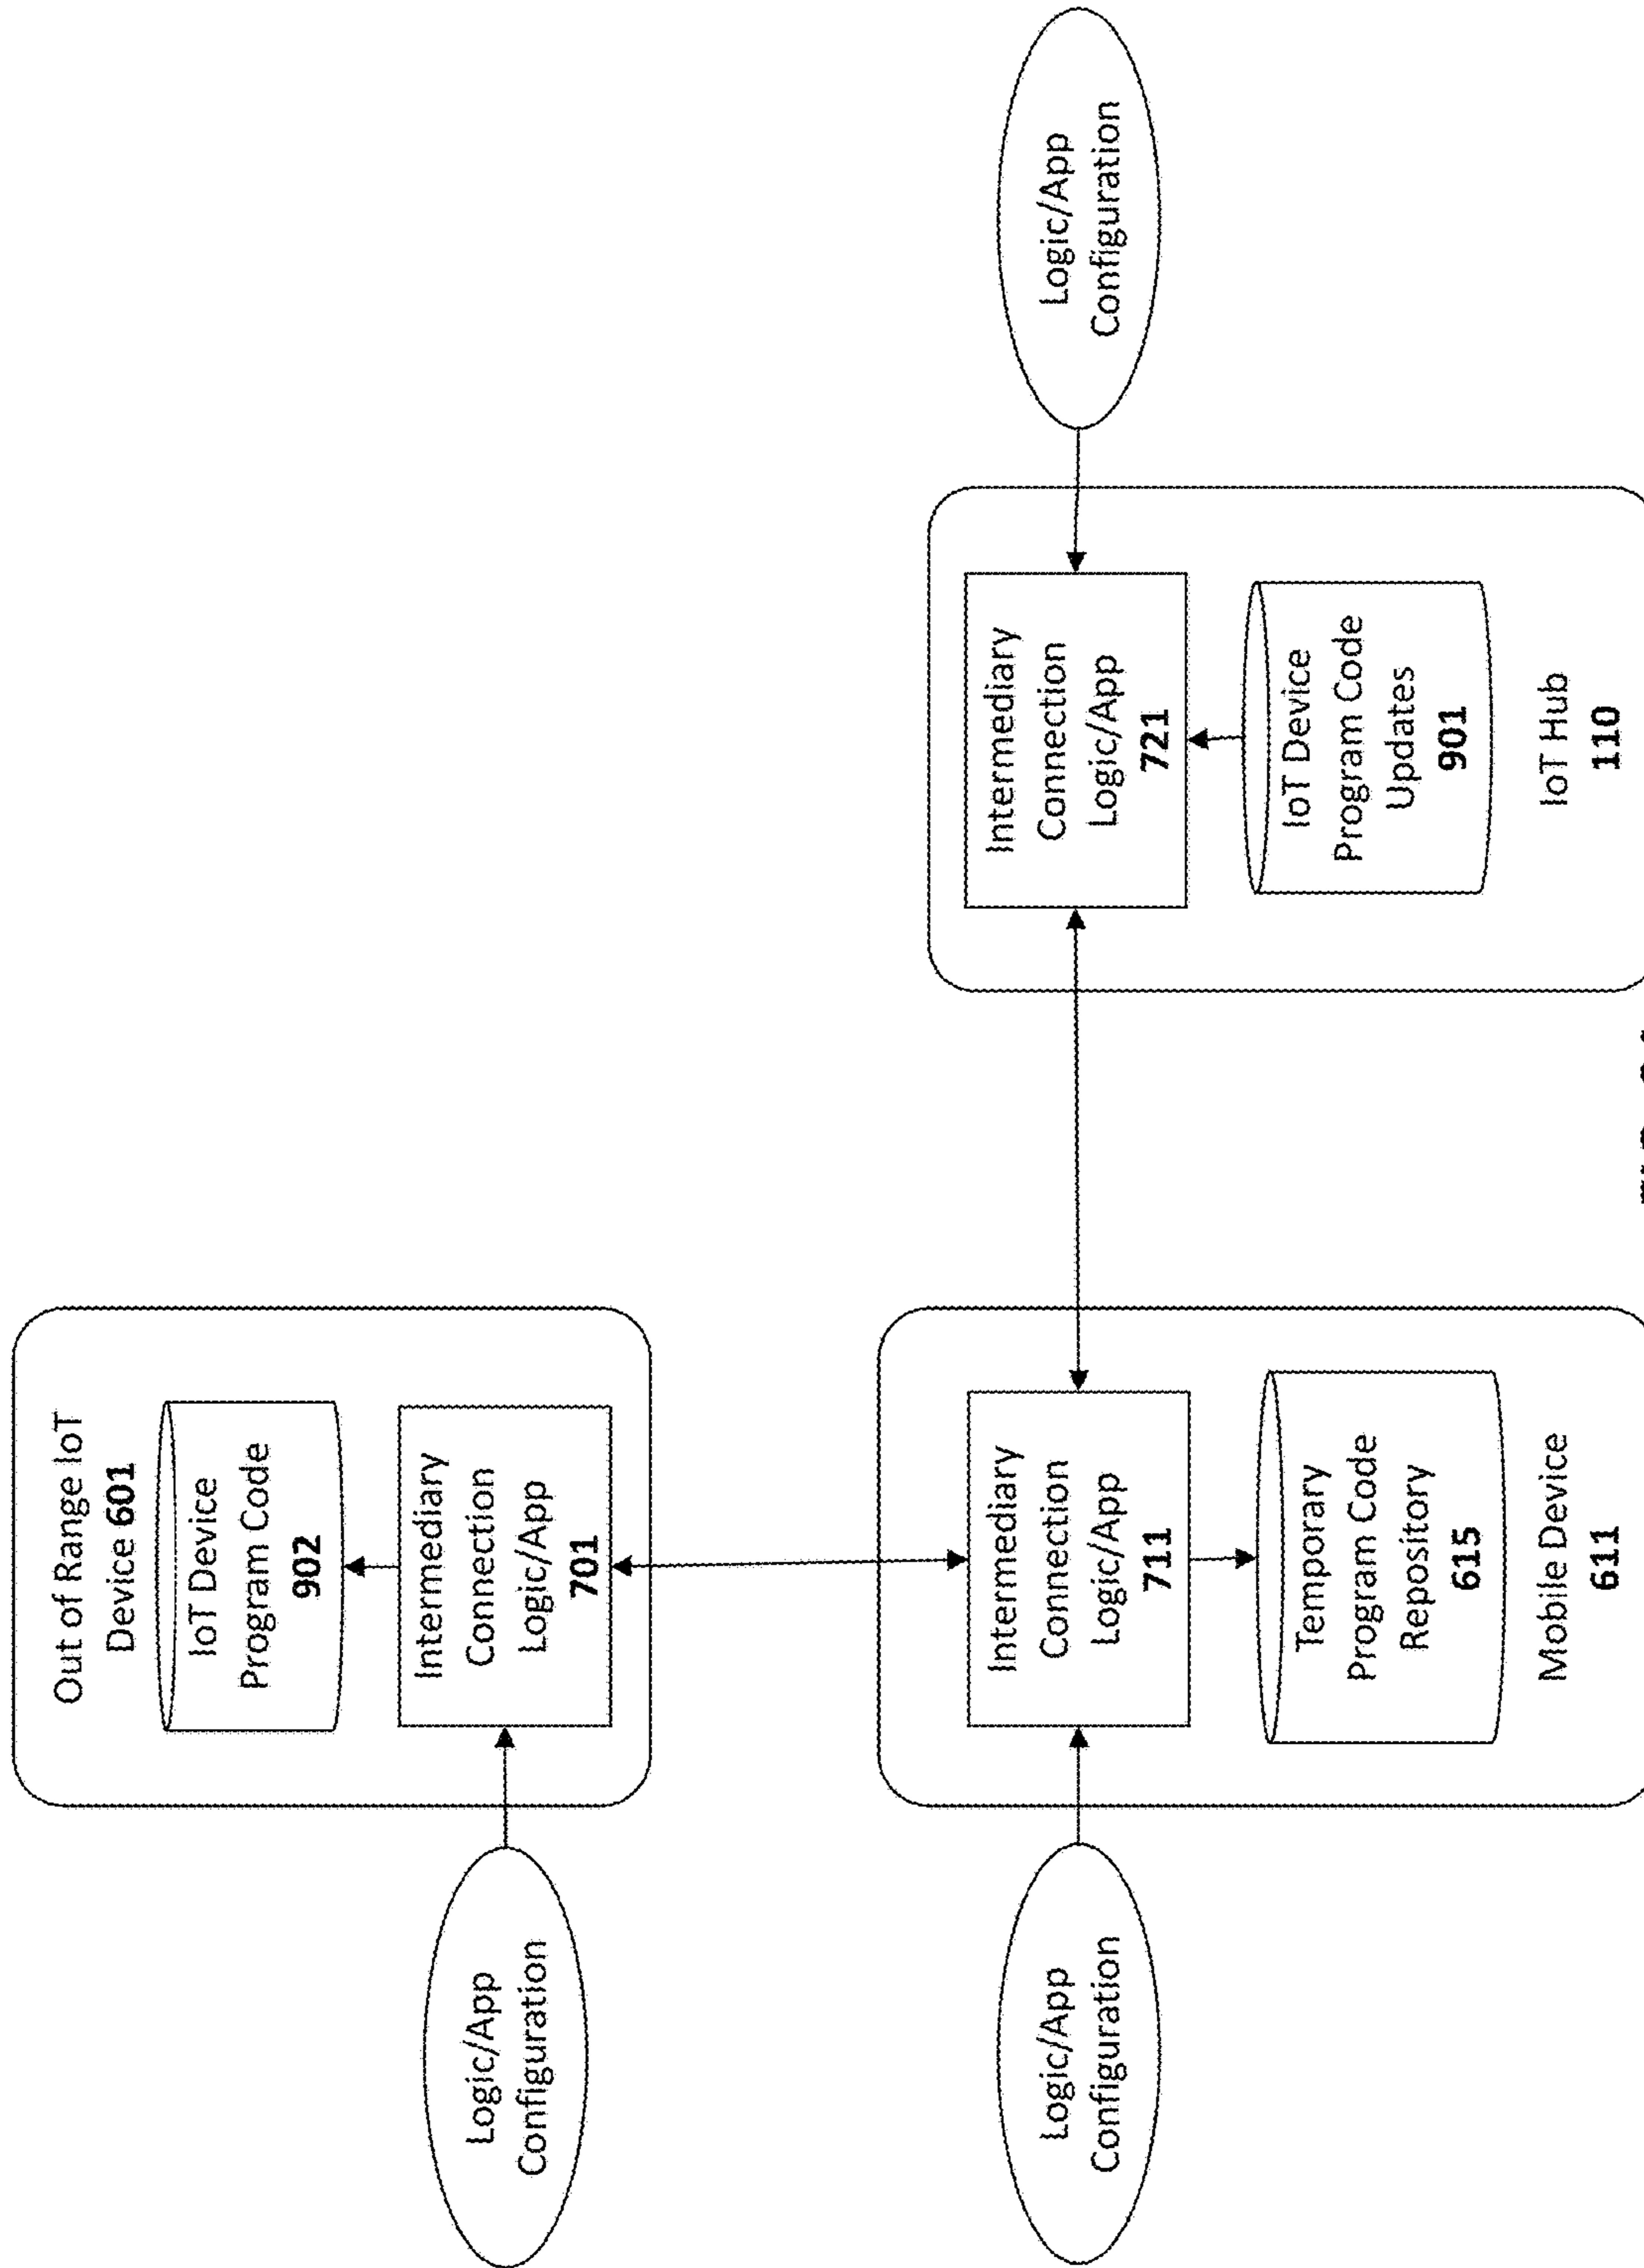 Out of Range IoT
Device 601
IoT Device
Program Code
902
Intermediary
Connection
Logic/App
701
Logic/App
Configuration
Logic/App
Configuration
Intermediary
Connection
Logic/App
711
Temporary
Program Code
Repository
615
Mobile Device
611
Intermediary
Connection
Logic/App
721
IoT Device
Program Code
Updates
901
IoT Hub
110
Logic/App
Configuration